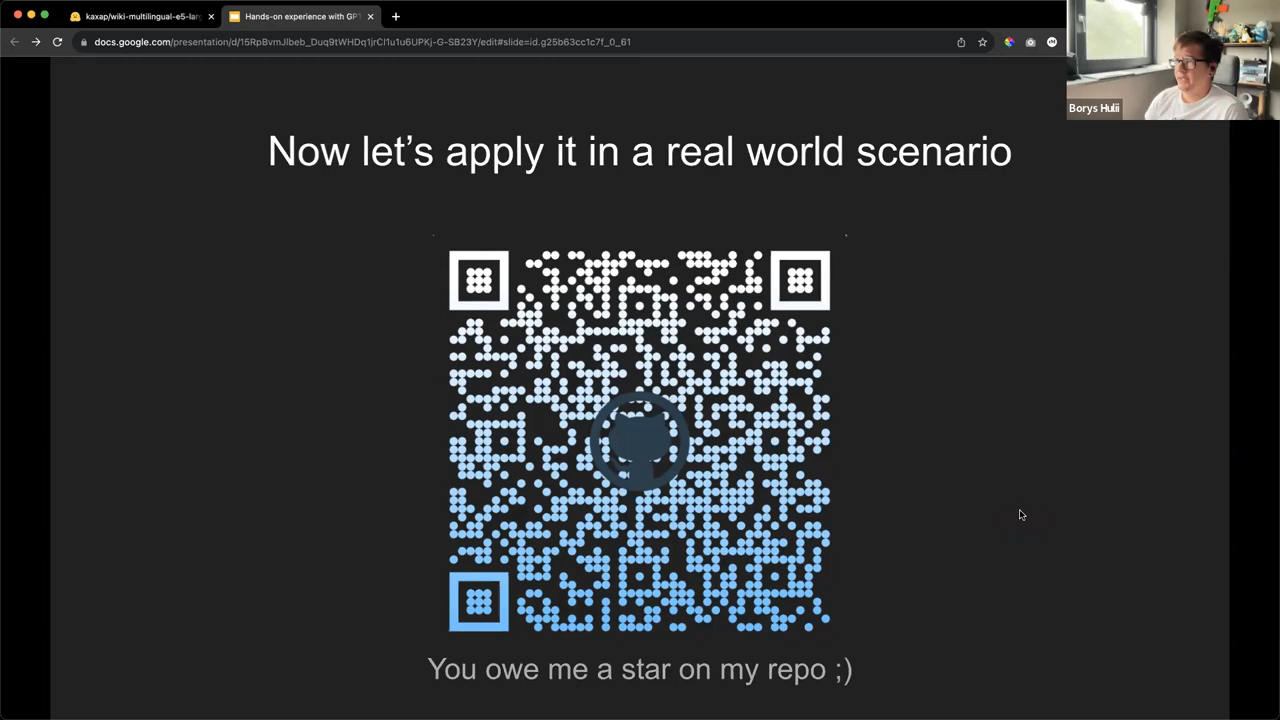 kaxap/wiki-multilingual-e5-lar
Hands-on experience with GPT
docs.google.com/presentation/d/15RpBvmJlbeb_Duq9tWHDq1jrCl1u1u6UPKj-G-SB23Y/edit#slide=id.g25b63cc1c7f_0_61
Borys Hulii
Now let's apply it in a real world scenario
You owe me a star on my repo ;)